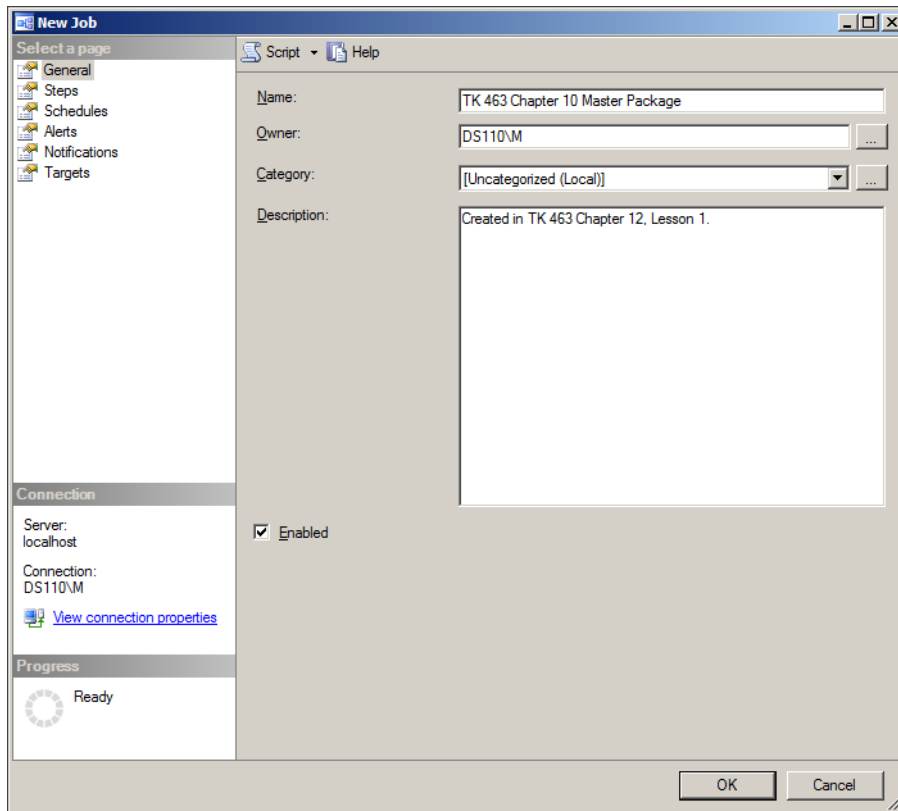 New Job
Select a page
General
Steps
Schedules
Alerts
Notifications
Targets
Script Help
Name: TK 463 Chapter 10 Master Package
Owner: DS110\M ...
Category: [Uncategorized (Local)] ...
Description: Created in TK 463 Chapter 12, Lesson 1.
Enabled
Connection
Server:
localhost
Connection:
DS110\M
View connection properties
Progress
Ready
OK Cancel